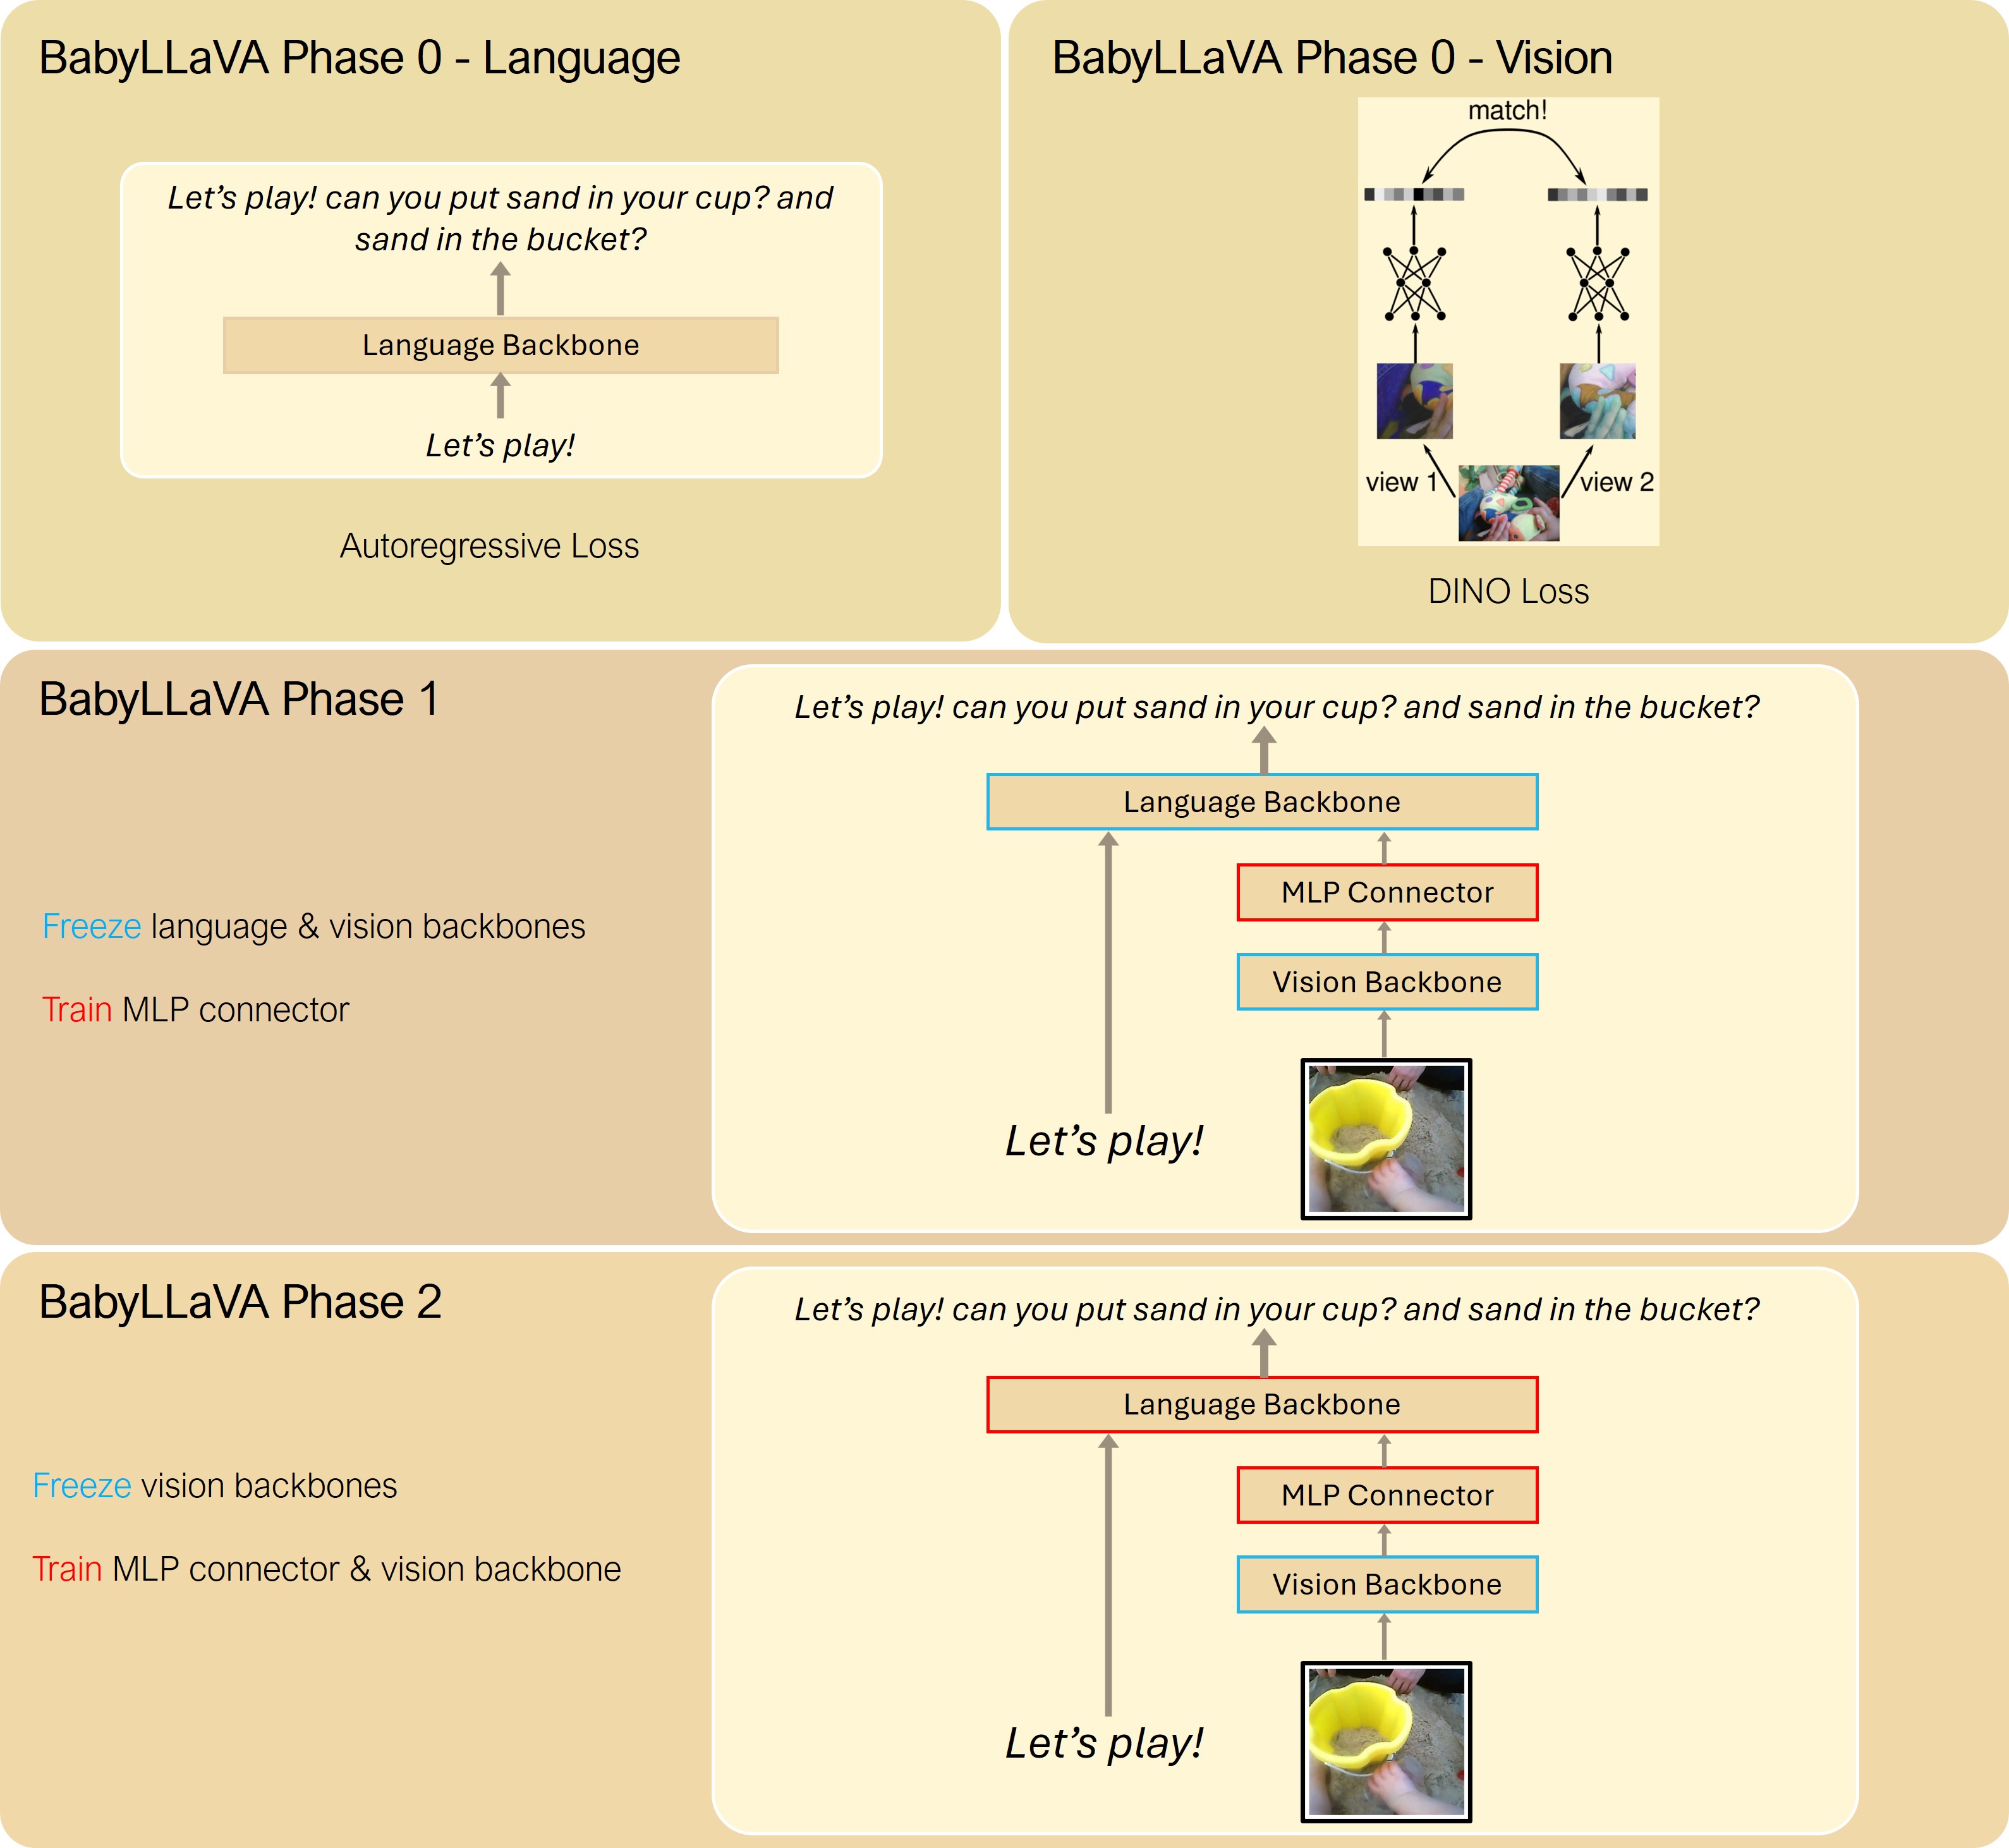 BabyLLaVA Phase 0 - Language
Let's play! can you put sand in your cup? and
sand in the bucket?
Language Backbone
Let's play!
Autoregressive Loss
BabyLLaVA Phase 0 - Vision
match!
view 1
view 2
DINO Loss
BabyLLaVA Phase 1
Freeze language & vision backbones
Train MLP connector
Let's play! can you put sand in your cup? and sand in the bucket?
Language Backbone
MLP Connector
Vision Backbone
Let's play!
BabyLLaVA Phase 2
Freeze vision backbones
Train MLP connector & vision backbone
Let's play! can you put sand in your cup? and sand in the bucket?
Language Backbone
MLP Connector
Vision Backbone
Let's play!